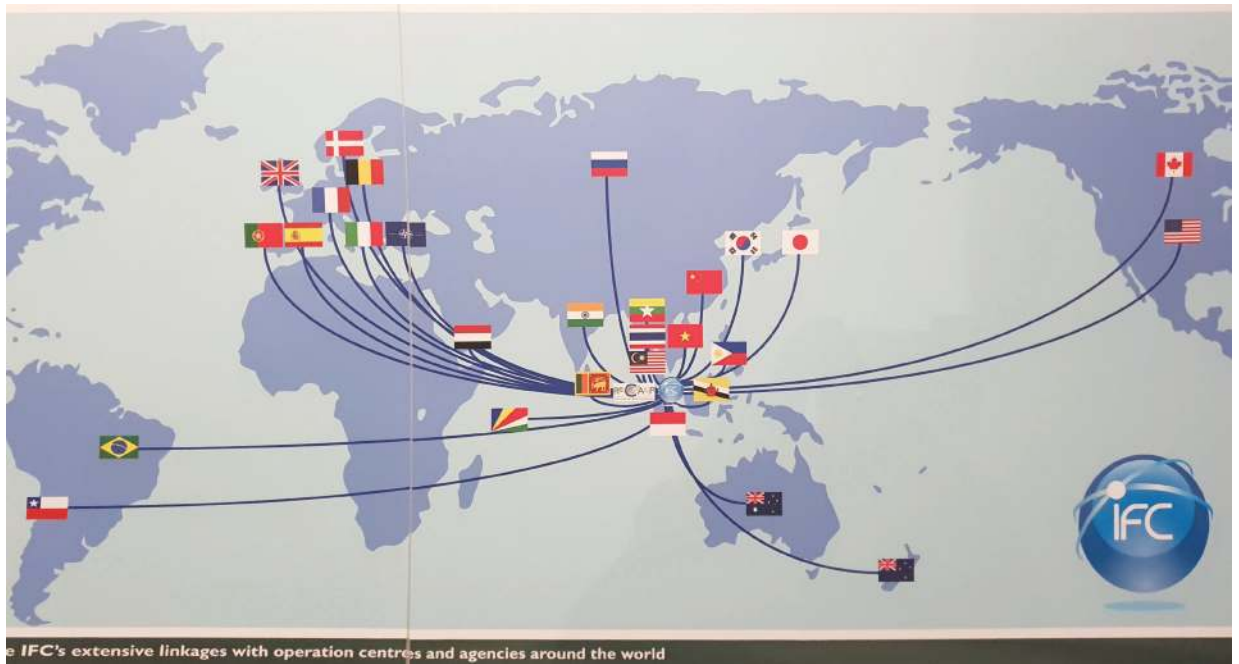 iFC
e IFC's extensive linkages with operation centres and agencies around the world